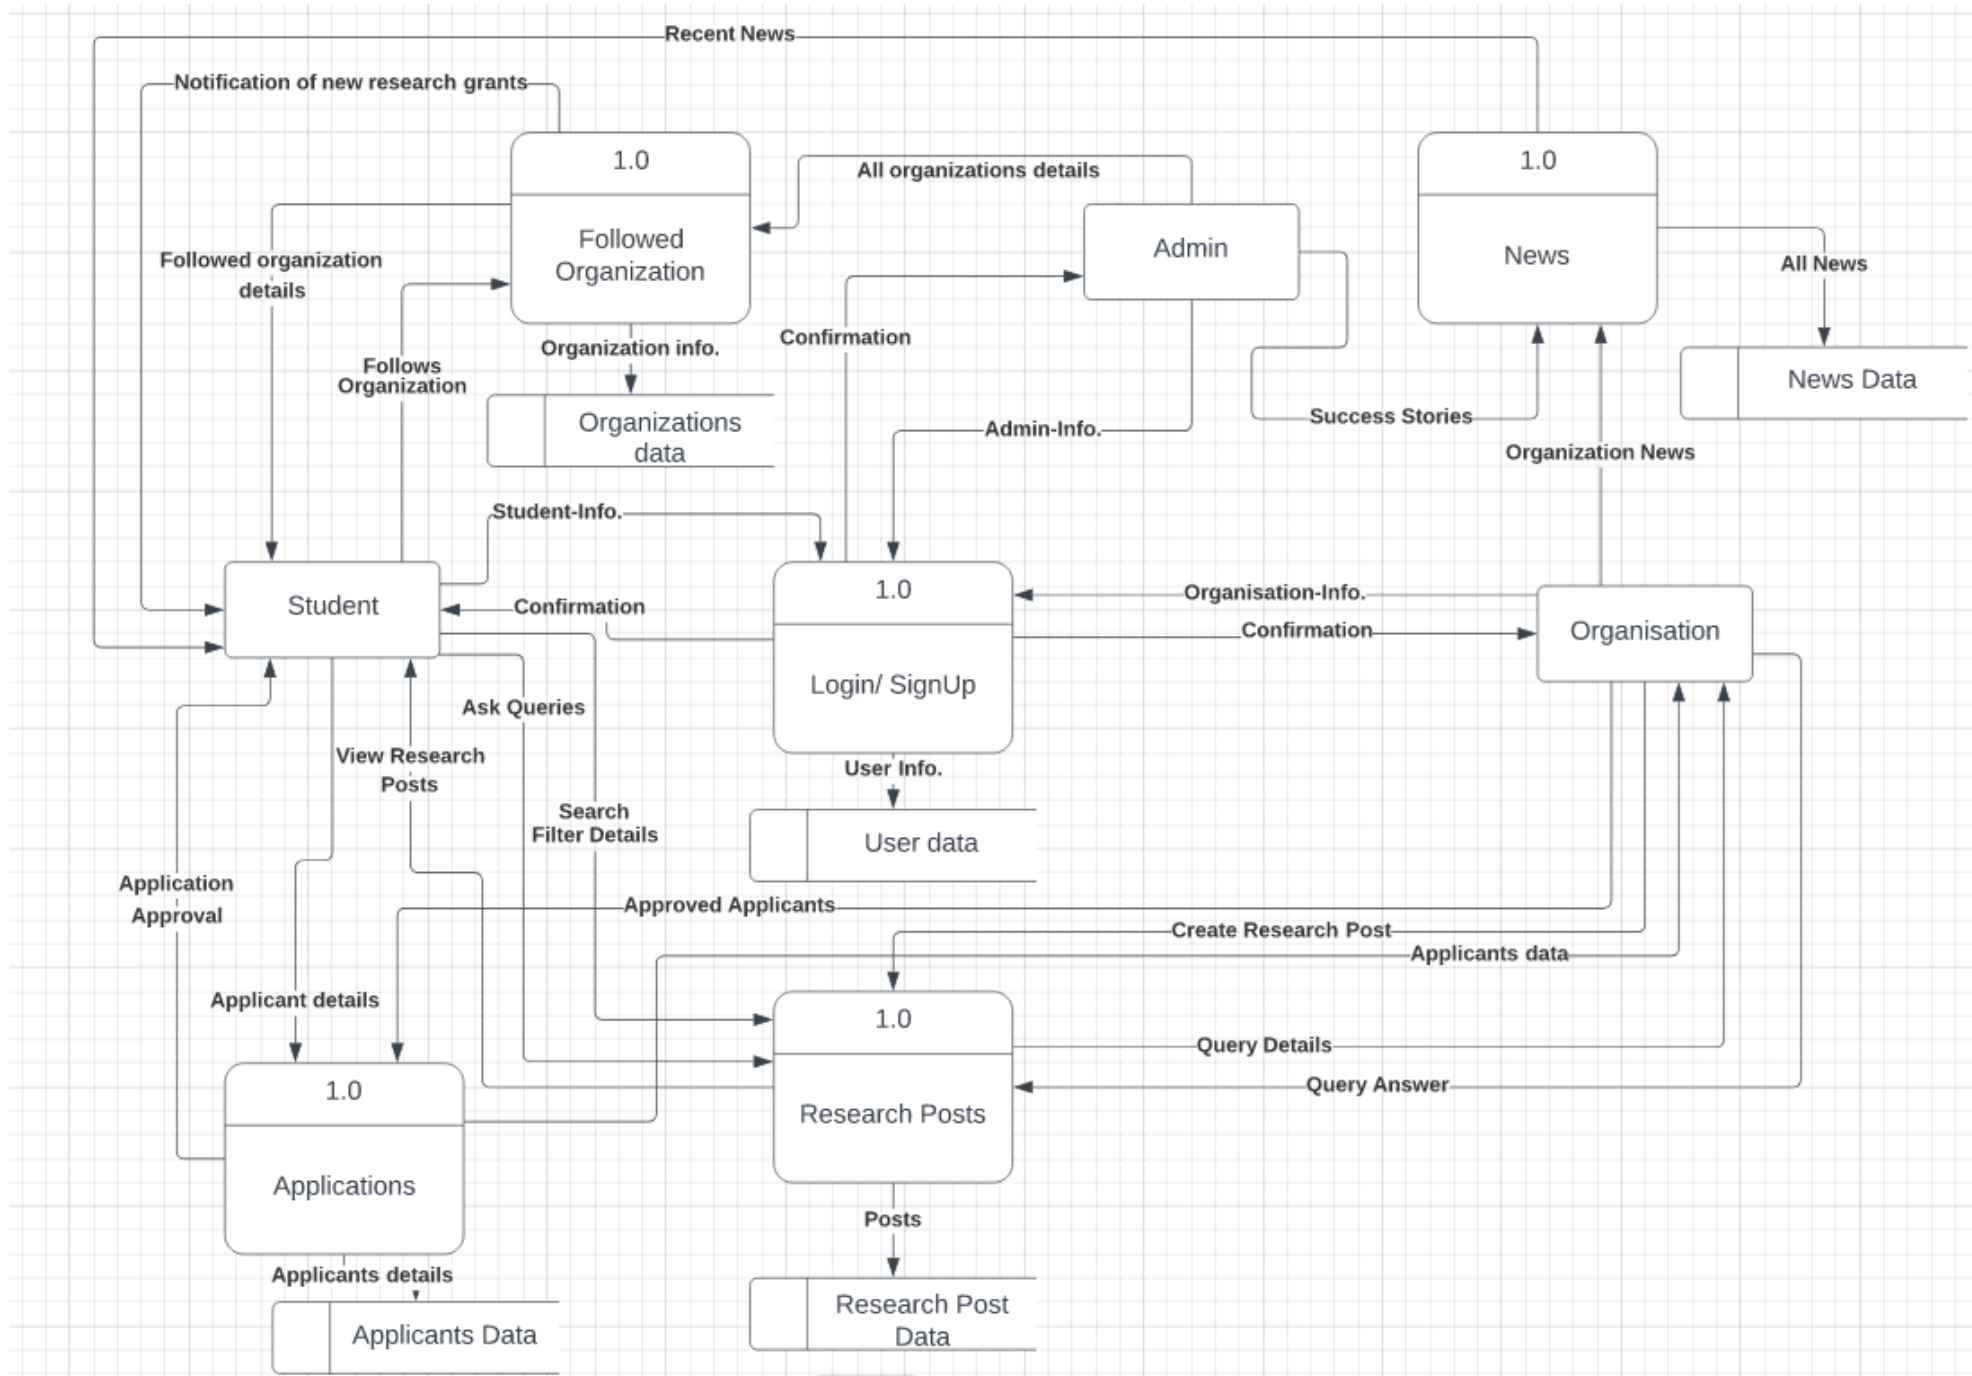 Recent News
Notification of new research grants
1.0
Followed
Organization
All organizations details
Admin
1.0
News
All News
News Data
Followed organization
details
Follows
Organization
Organization info.
Organizations
data
Confirmation
Admin-Info.
Success Stories
Organization News
Student-Info.
Student
Confirmation
1.0
Login/ SignUp
Organisation-Info.
Confirmation
Organisation
Ask Queries
View Research
Posts
Search
Filter Details
User Info.
User data
Application
Approval
Approved Applicants
Create Research Post
Applicants data
Applicant details
1.0
Research Posts
Query Details
Query Answer
1.0
Applications
Posts
Applicants details
Applicants Data
Research Post
Data